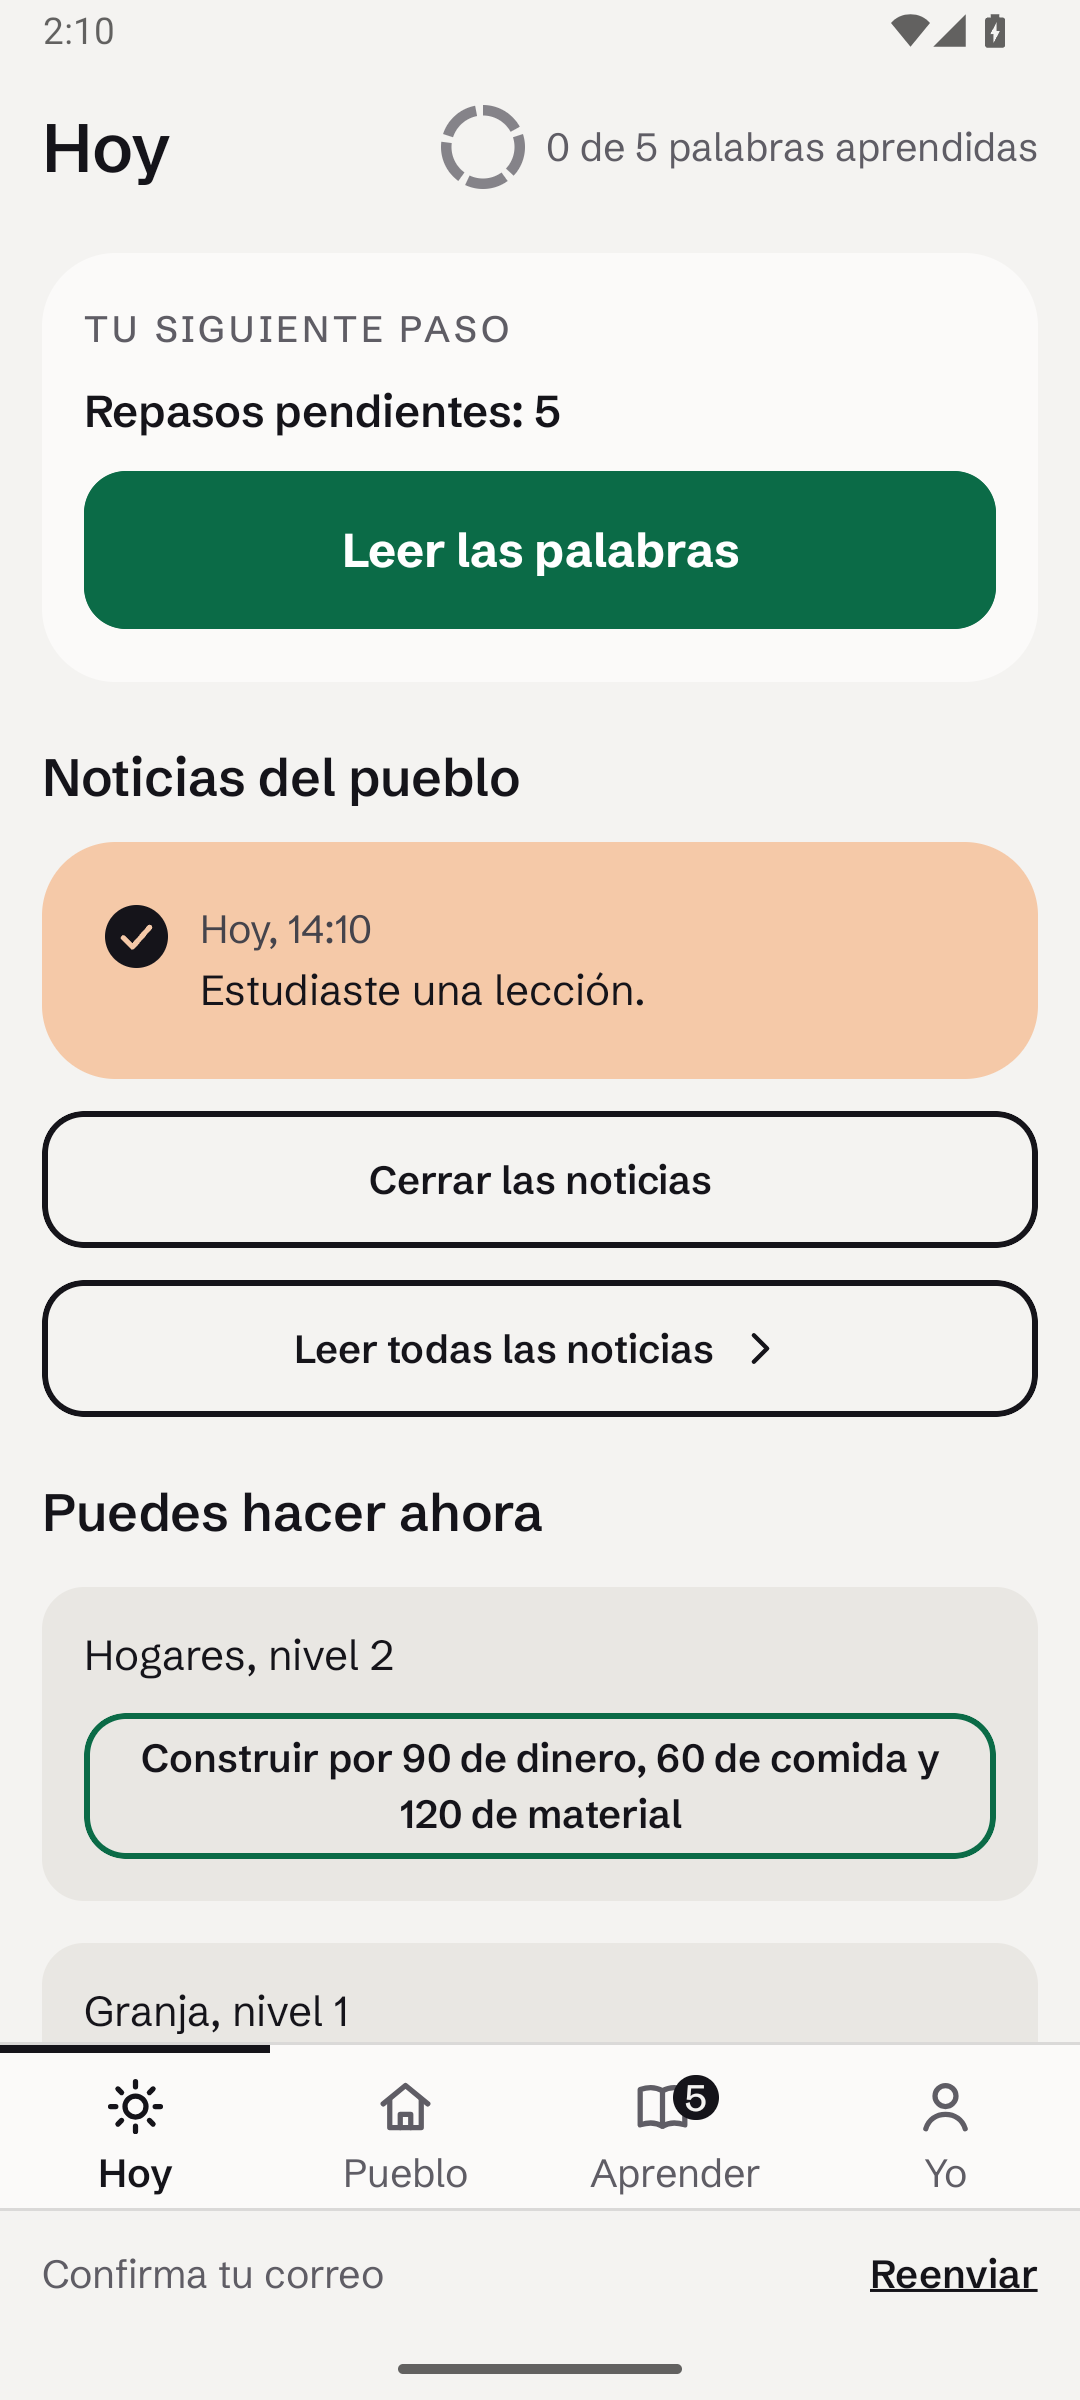 2:10
Hoy
0 de 5 palabras aprendidas
TU SIGUIENTE PASO
Repasos pendientes: 5
Leer las palabras
Noticias del pueblo
Hoy, 14:10
Estudiaste una lección.
Cerrar las noticias
Leer todas las noticias
Puedes hacer ahora
Hogares, nivel 2
Construir por 90 de dinero, 60 de comida y
120 de material
Granja, nivel 1
5
Hoy
Pueblo
Aprender
Yo
Confirma tu correo
Reenviar